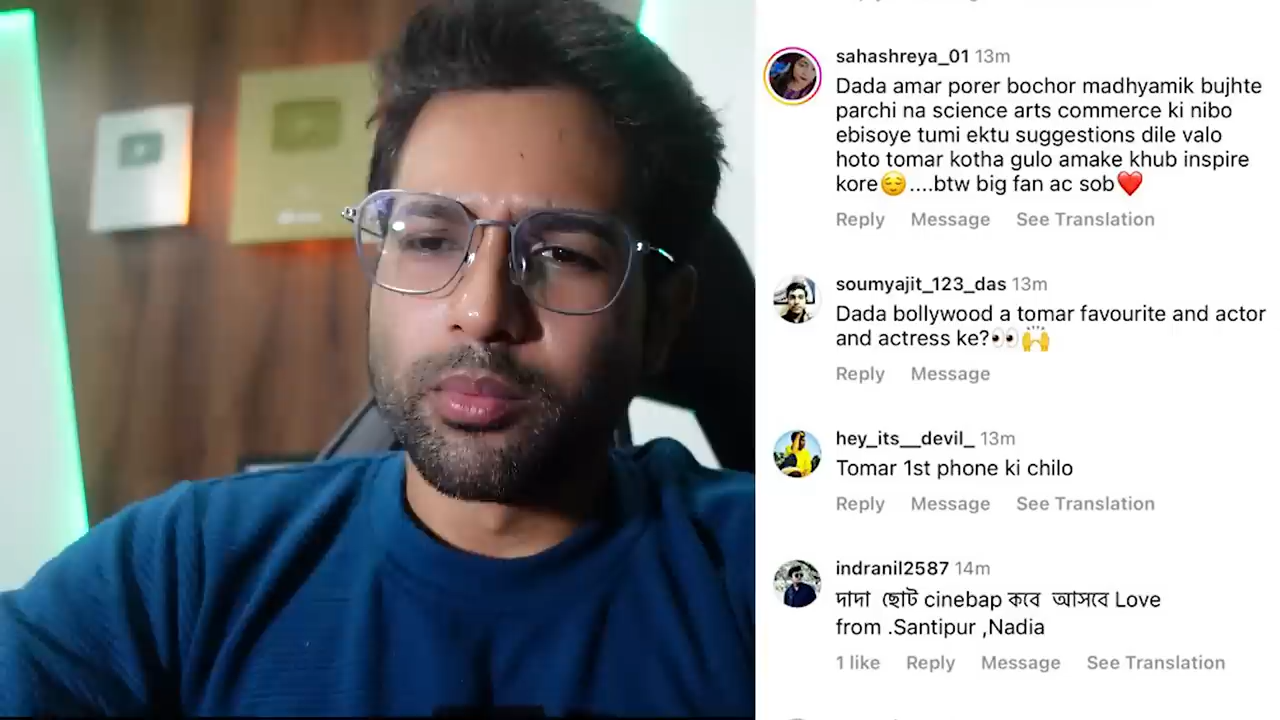 sahashreya_01 13m
Dada amar porer bochor madhyamik bujhte
parchi na science arts commerce ki nibo
ebisoye tumi ektu suggestions dile valo
hoto tomar kotha gulo amake khub inspire
kore😌....btw big fan ac sob❤️
Reply Message See Translation
soumyajit_123_das 13m
Dada bollywood a tomar favourite and actor
and actress ke?👀🙌
Reply Message
hey_its__devil_ 13m
Tomar 1st phone ki chilo
Reply Message See Translation
indranil2587 14m
দাদা ছোট cinebap কবে আসবে Love
from .Santipur ,Nadia
1 like Reply Message See Translation